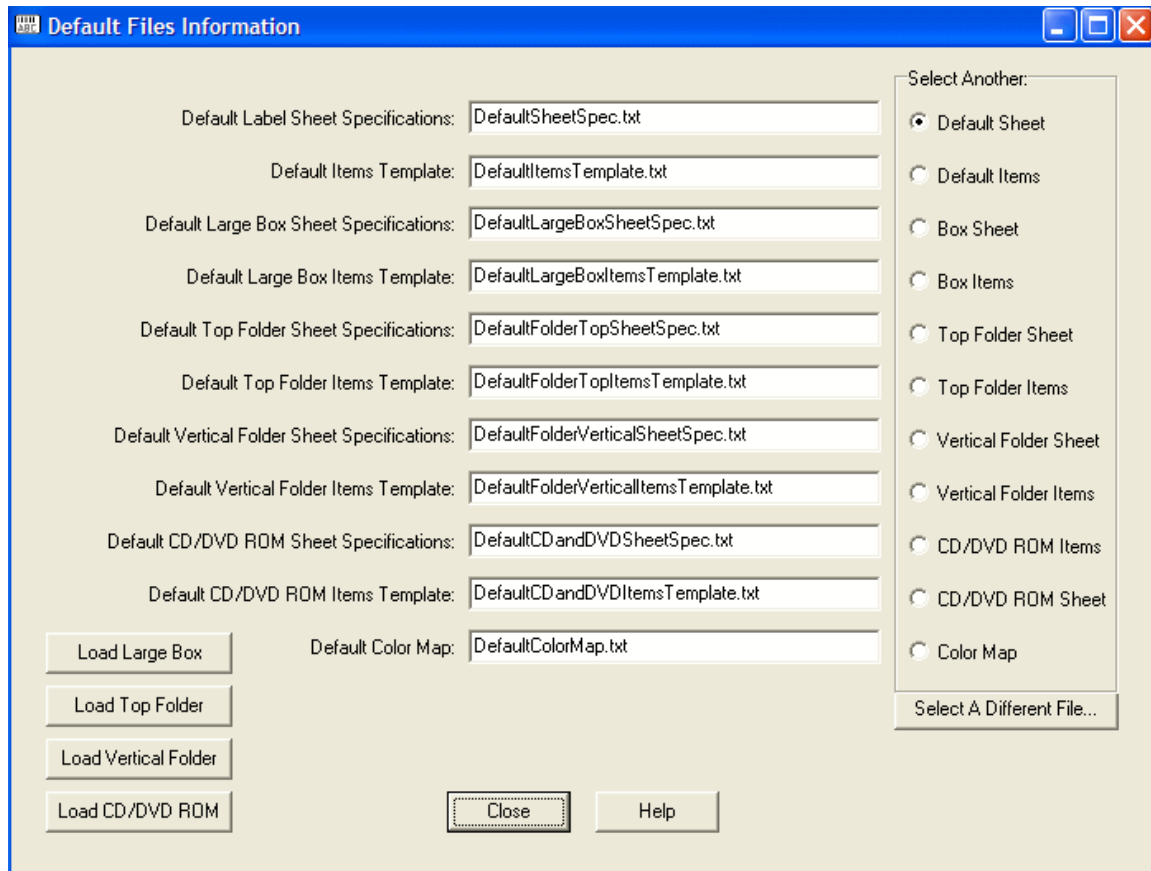 Default Files Information
Select Another:
Default Label Sheet Specifications: DefaultSheetSpec.txt Default Sheet
Default Items Template: DefaultItemsTemplate.txt Default Items
Default Large Box Sheet Specifications: DefaultLargeBoxSheetSpec.txt Box Sheet
Default Large Box Items Template: DefaultLargeBoxItemsTemplate.txt Box Items
Default Top Folder Sheet Specifications: DefaultFolderTopSheetSpec.txt Top Folder Sheet
Default Top Folder Items Template: DefaultFolderTopItemsTemplate.txt Top Folder Items
Default Vertical Folder Sheet Specifications: DefaultFolderVerticalSheetSpec.txt Vertical Folder Sheet
Default Vertical Folder Items Template: DefaultFolderVerticalItemsTemplate.txt Vertical Folder Items
Default CD/DVD ROM Sheet Specifications: DefaultCDandDVDSheetSpec.txt CD/DVD ROM Items
Default CD/DVD ROM Items Template: DefaultCDandDVDItemsTemplate.txt CD/DVD ROM Sheet
Load Large Box Default Color Map: DefaultColorMap.txt Color Map
Load Top Folder Select A Different File...
Load Vertical Folder
Load CD/DVD ROM Close Help